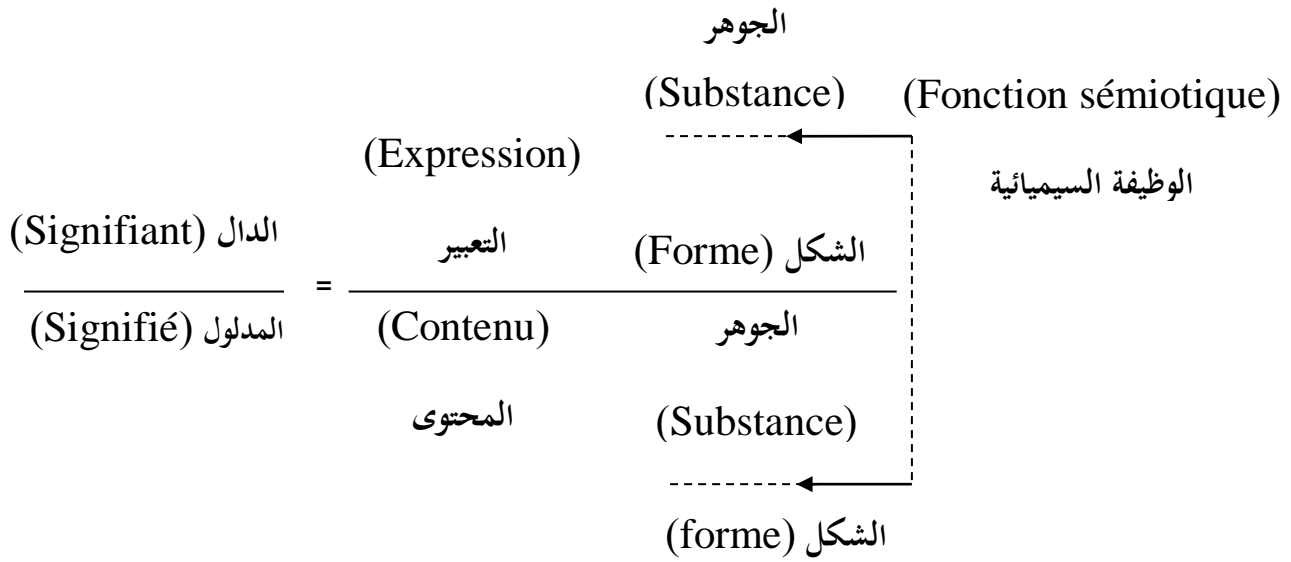 الجوهر
(Substance) (Fonction sémiotique)
(Expression)
الوظيفة السيميائية
الدال (Signifiant)
التعبير
الشكل (Forme)
=
المدلول (Signifié)
(Contenu)
الجوهر
المحتوى
(Substance)
الشكل (forme)